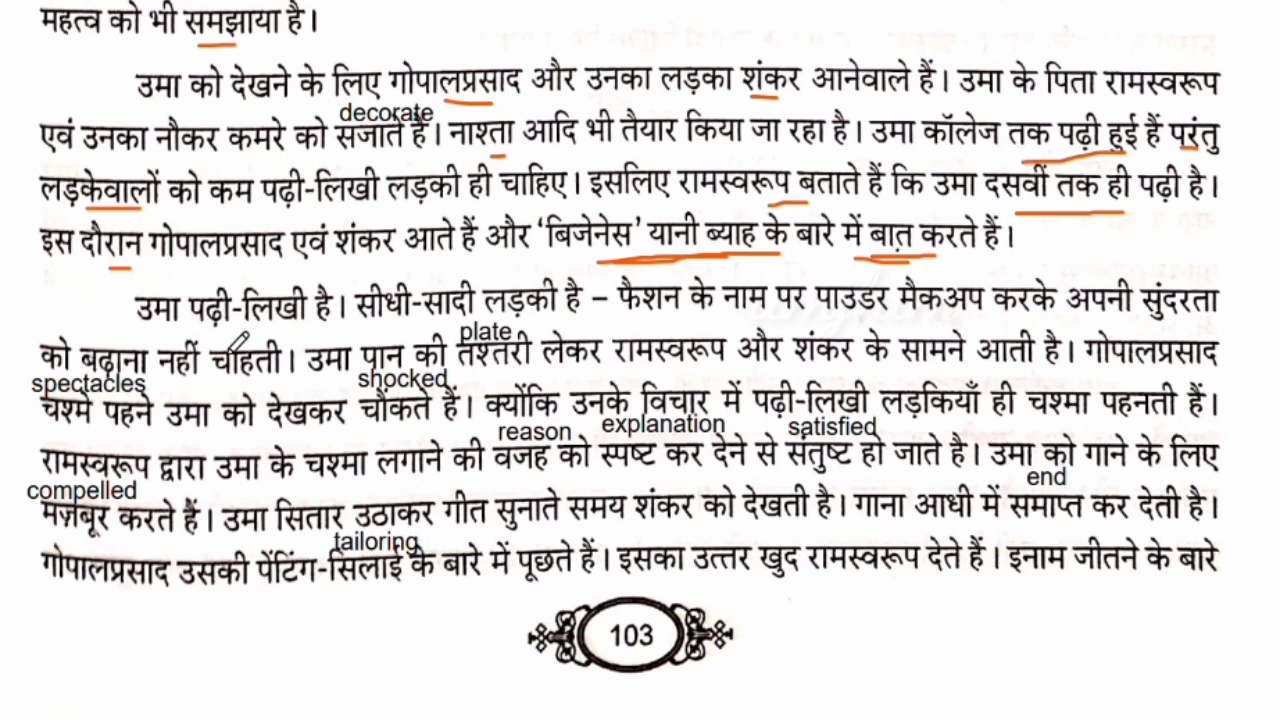 महत्व को भी समझाया है।
उमा को देखने के लिए गोपालप्रसाद और उनका लड़का शंकर आनेवाले हैं। उमा के पिता रामस्वरूप
decorate
एवं उनका नौकर कमरे को सजाते हैं। नाश्ता आदि भी तैयार किया जा रहा है। उमा कॉलेज तक पढ़ी हुई हैं परंतु
लड़केवालों को कम पढ़ी-लिखी लड़की ही चाहिए। इसलिए रामस्वरूप बताते हैं कि उमा दसवीं तक ही पढ़ी है।
इस दौरान गोपालप्रसाद एवं शंकर आते हैं और ‘बिजेनेस’ यानी ब्याह के बारे में बात करते हैं।
उमा पढ़ी-लिखी है। सीधी-सादी लड़की है – फैशन के नाम पर पाउडर मैकअप करके अपनी सुंदरता
plate
को बढ़ाना नहीं चाहती। उमा पान की तश्तरी लेकर रामस्वरूप और शंकर के सामने आती है। गोपालप्रसाद
spectacles shocked
चश्मे पहने उमा को देखकर चौंकते हैं। क्योंकि उनके विचार में पढ़ी-लिखी लड़कियाँ ही चश्मा पहनती हैं।
reason explanation satisfied
रामस्वरूप द्वारा उमा के चश्मा लगाने की वजह को स्पष्ट कर देने से संतुष्ट हो जाते हैं। उमा को गाने के लिए
compelled end
मज़बूर करते हैं। उमा सितार उठाकर गीत सुनाते समय शंकर को देखती है। गाना आधी में समाप्त कर देती है।
tailoring
गोपालप्रसाद उसकी पेंटिंग-सिलाई के बारे में पूछते हैं। इसका उत्तर खुद रामस्वरूप देते हैं। इनाम जीतने के बारे
103